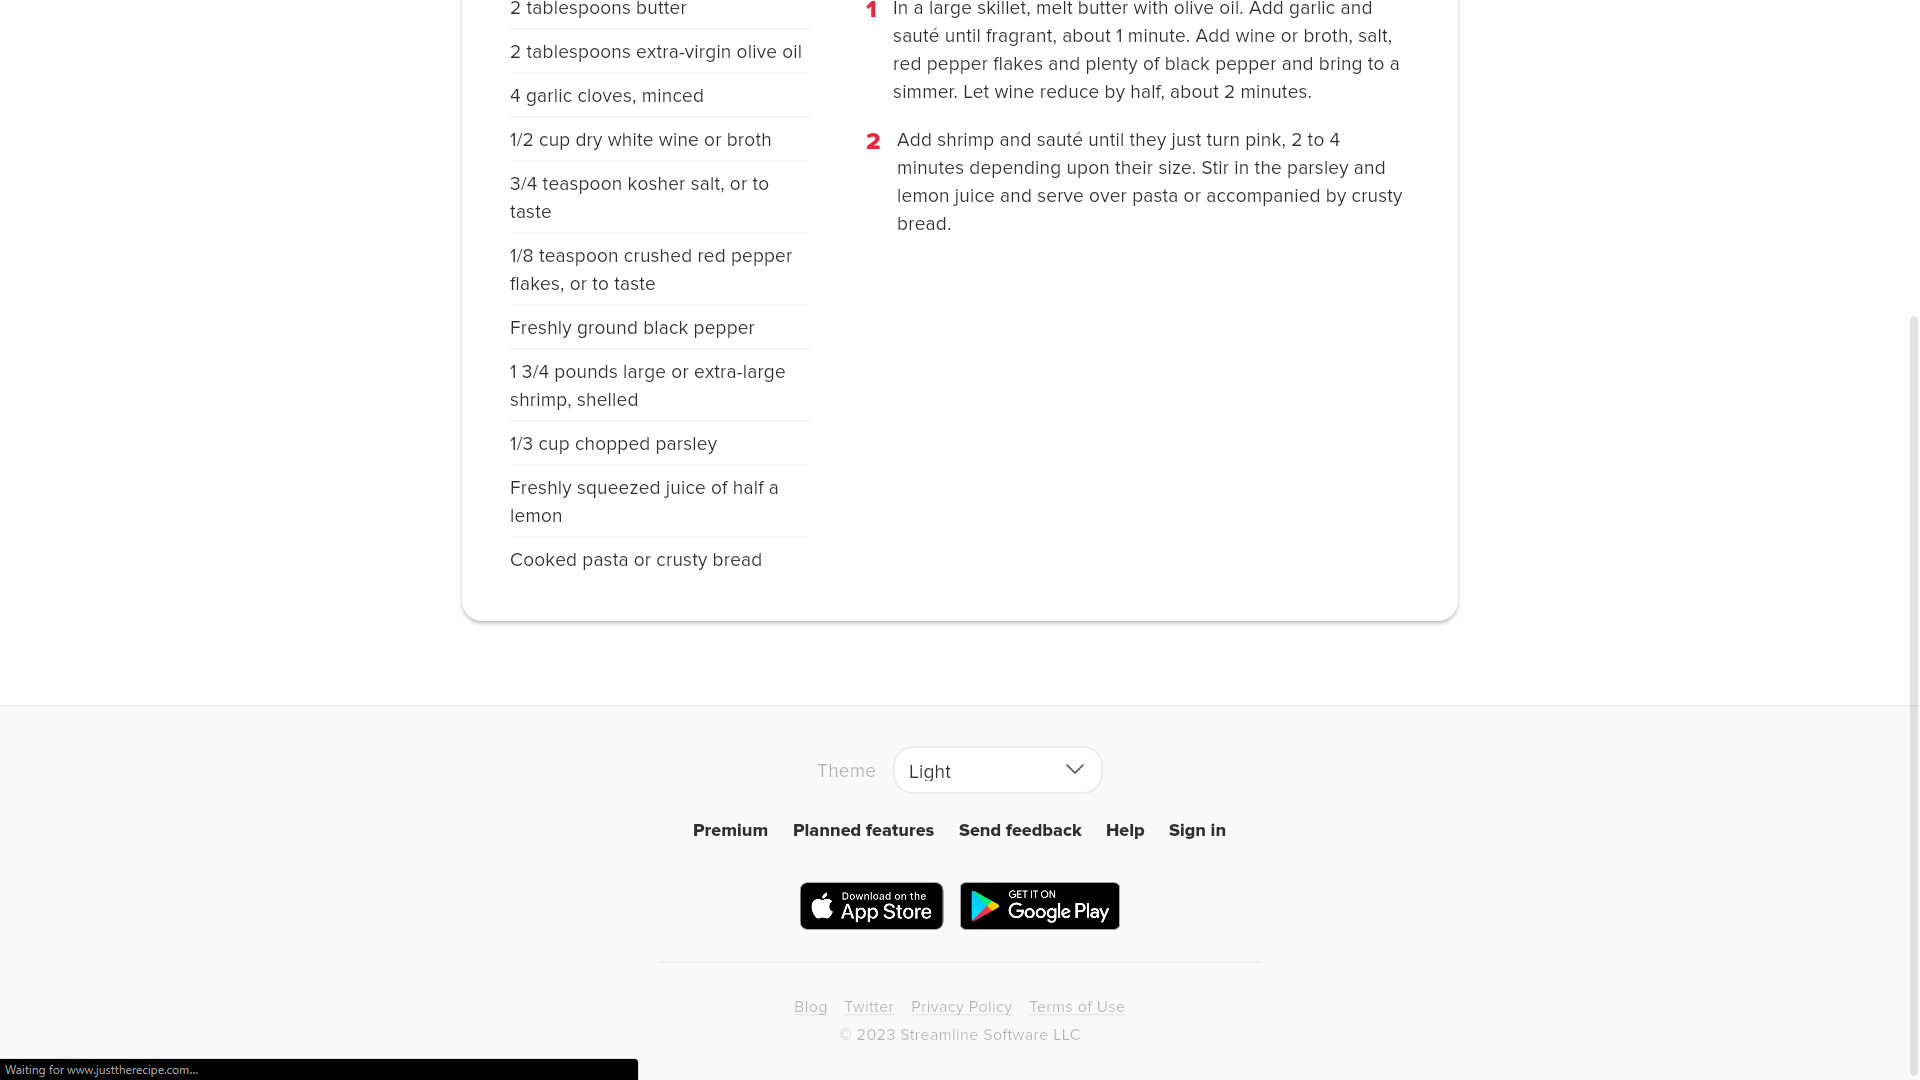 2 tablespoons butter
2 tablespoons extra-virgin olive oil
4 garlic cloves, minced
1/2 cup dry white wine or broth
3/4 teaspoon kosher salt, or to
taste
1/8 teaspoon crushed red pepper
flakes, or to taste
Freshly ground black pepper
1 3/4 pounds large or extra-large
shrimp, shelled
1/3 cup chopped parsley
Freshly squeezed juice of half a
lemon
Cooked pasta or crusty bread
1 In a large skillet, melt butter with olive oil. Add garlic and
sauté until fragrant, about 1 minute. Add wine or broth, salt,
red pepper flakes and plenty of black pepper and bring to a
simmer. Let wine reduce by half, about 2 minutes.
2 Add shrimp and sauté until they just turn pink, 2 to 4
minutes depending upon their size. Stir in the parsley and
lemon juice and serve over pasta or accompanied by crusty
bread.
Theme Light
Premium Planned features Send feedback Help Sign in
Download on the
App Store
GET IT ON
Google Play
Blog Twitter Privacy Policy Terms of Use
© 2023 Streamline Software LLC
Waiting for www.justtherecipe.com...